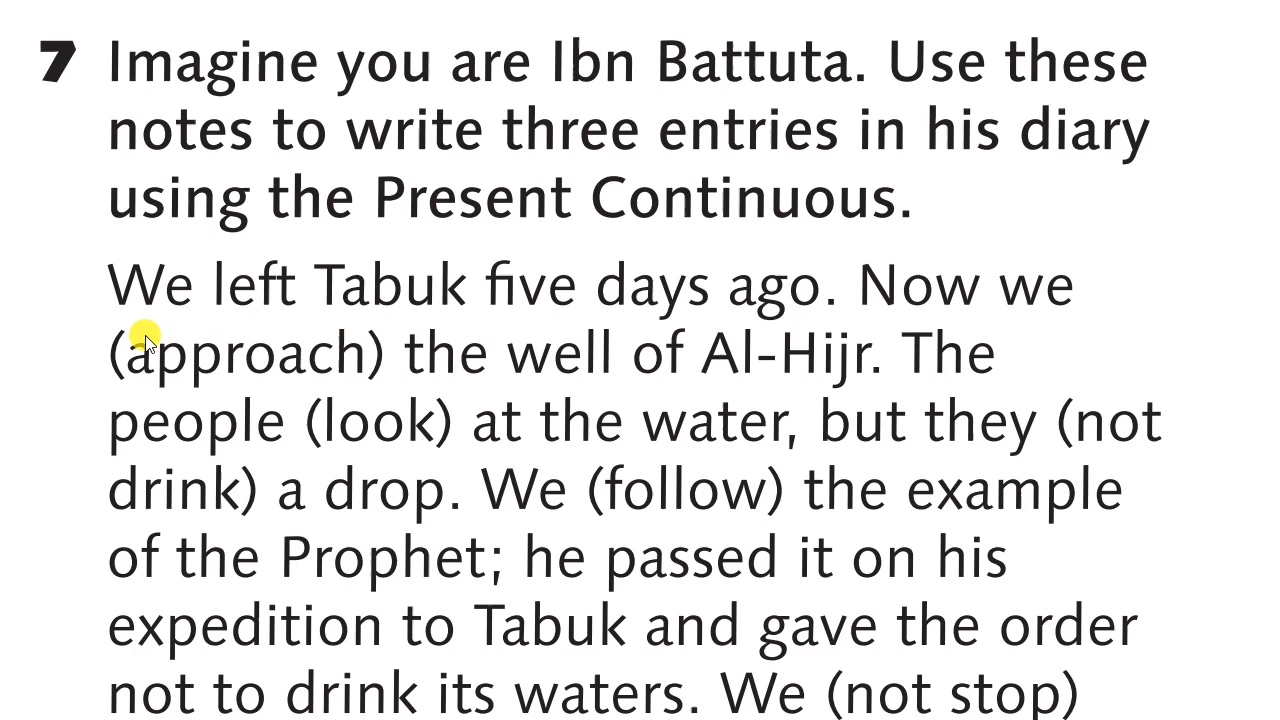 7 Imagine you are Ibn Battuta. Use these
notes to write three entries in his diary
using the Present Continuous.
We left Tabuk five days ago. Now we
(approach) the well of Al-Hijr. The
people (look) at the water, but they (not
drink) a drop. We (follow) the example
of the Prophet; he passed it on his
expedition to Tabuk and gave the order
not to drink its waters. We (not stop)